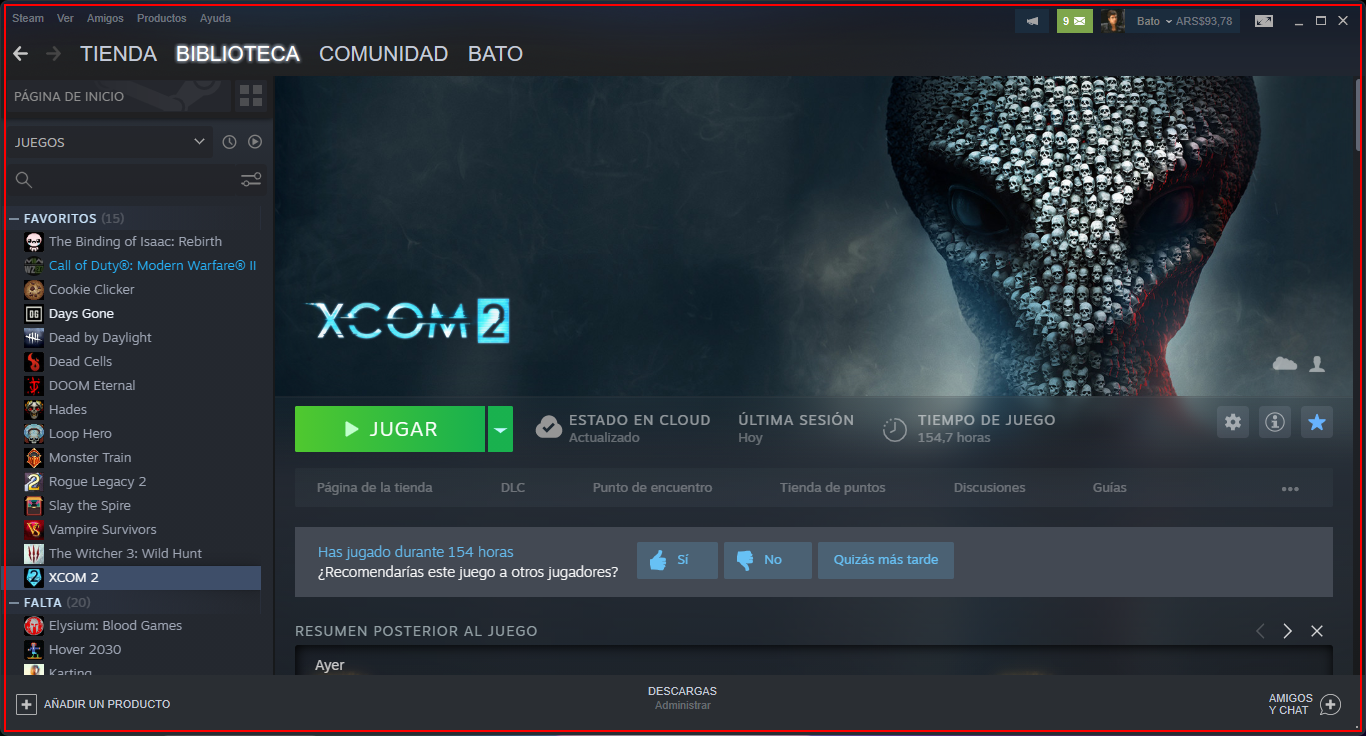 Steam Ver Amigos Productos Ayuda
9 Bato ARS$93,78
TIENDA BIBLIOTECA COMUNIDAD BATO
PÁGINA DE INICIO
JUEGOS
FAVORITOS (15)
The Binding of Isaac: Rebirth
Call of Duty®: Modern Warfare® II
Cookie Clicker
DG Days Gone
Dead by Daylight
Dead Cells
DOOM Eternal
Hades
Loop Hero
Monster Train
2 Rogue Legacy 2
Slay the Spire
VS Vampire Survivors
The Witcher 3: Wild Hunt
2 XCOM 2
FALTA (20)
Elysium: Blood Games
Hover 2030
Karting
AÑADIR UN PRODUCTO
XCOM 2
JUGAR
ESTADO EN CLOUD
Actualizado
ÚLTIMA SESIÓN
Hoy
TIEMPO DE JUEGO
154,7 horas
Página de la tienda DLC Punto de encuentro Tienda de puntos Discusiones Guías
Has jugado durante 154 horas
¿Recomendarías este juego a otros jugadores?
Sí No Quizás más tarde
RESUMEN POSTERIOR AL JUEGO
Ayer
DESCARGAS
Administrar
AMIGOS
Y CHAT